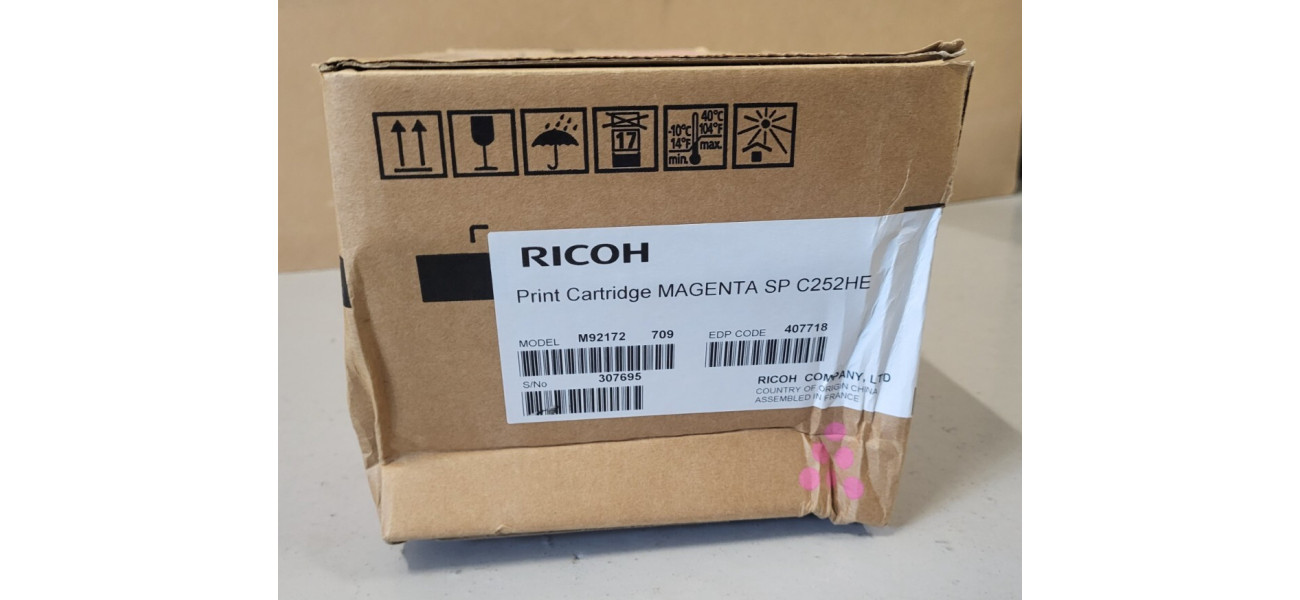 -10°C 40°C
14°F 104°F
min. max.
17
RICOH
Print Cartridge MAGENTA SP C252HE
MODEL M92172 709
EDP CODE 407718
S/No 307695
RICOH COMPANY, LTD
COUNTRY OF ORIGIN CHINA
ASSEMBLED IN FRANCE